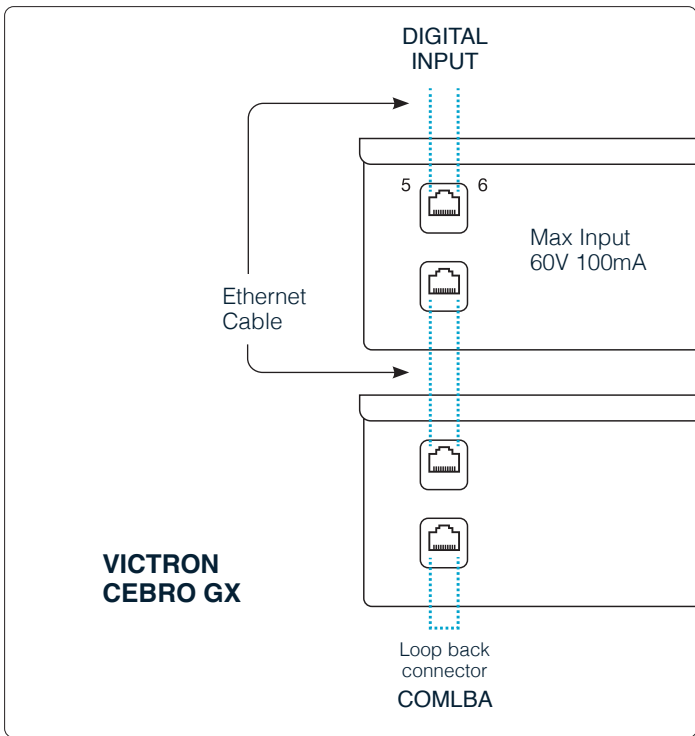 DIGITAL
INPUT
5
6
Max Input
60V 100mA
Ethernet
Cable
VICTRON
CEBRO GX
Loop back
connector
COMLBA